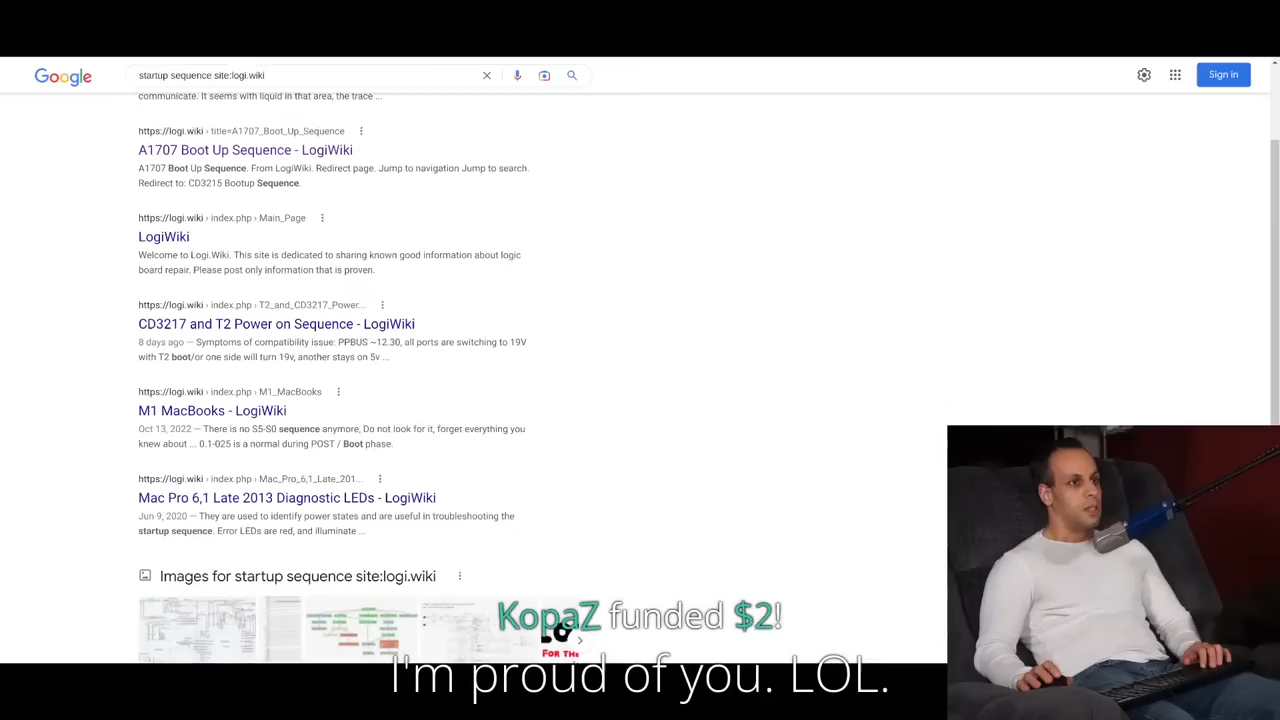 Google
startup sequence site:logi.wiki
Sign in
communicate. It seems with liquid in that area, the trace ...
https://logi.wiki › title=A1707_Boot_Up_Sequence
A1707 Boot Up Sequence - LogiWiki
A1707 Boot Up Sequence. From LogiWiki. Redirect page. Jump to navigation Jump to search.
Redirect to: CD3215 Bootup Sequence.
https://logi.wiki › index.php › Main_Page
LogiWiki
Welcome to Logi.Wiki. This site is dedicated to sharing known good information about logic
board repair. Please post only information that is proven.
https://logi.wiki › index.php › T2_and_CD3217_Power...
CD3217 and T2 Power on Sequence - LogiWiki
8 days ago — Symptoms of compatibility issue: PPBUS ~12.30, all ports are switching to 19V
with T2 boot/or one side will turn 19v, another stays on 5v ...
https://logi.wiki › index.php › M1_MacBooks
M1 MacBooks - LogiWiki
Oct 13, 2022 — There is no S5-S0 sequence anymore, Do not look for it, forget everything you
knew about ... 0.1-025 is a normal during POST / Boot phase.
https://logi.wiki › index.php › Mac_Pro_6,1_Late_201...
Mac Pro 6,1 Late 2013 Diagnostic LEDs - LogiWiki
Jun 9, 2020 — They are used to identify power states and are useful in troubleshooting the
startup sequence. Error LEDs are red, and illuminate ...
Images for startup sequence site:logi.wiki
KopaZ funded $2!
FOR THE
I'm proud of you. LOL.